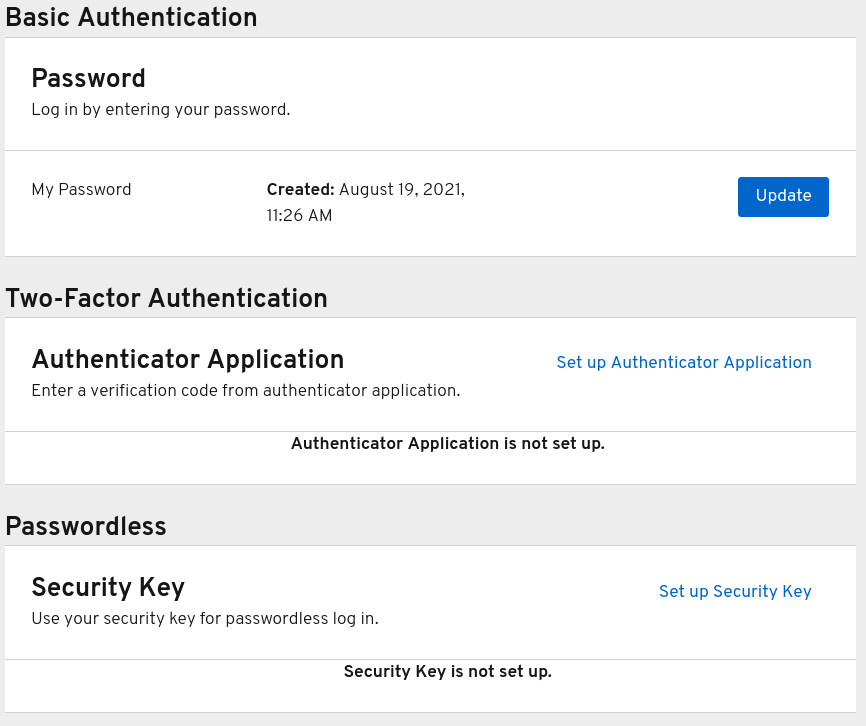 Basic Authentication
Password
Log in by entering your password.
My Password
Created: August 19, 2021,
11:26 AM
Update
Two-Factor Authentication
Authenticator Application
Set up Authenticator Application
Enter a verification code from authenticator application.
Authenticator Application is not set up.
Passwordless
Security Key
Set up Security Key
Use your security key for passwordless log in.
Security Key is not set up.